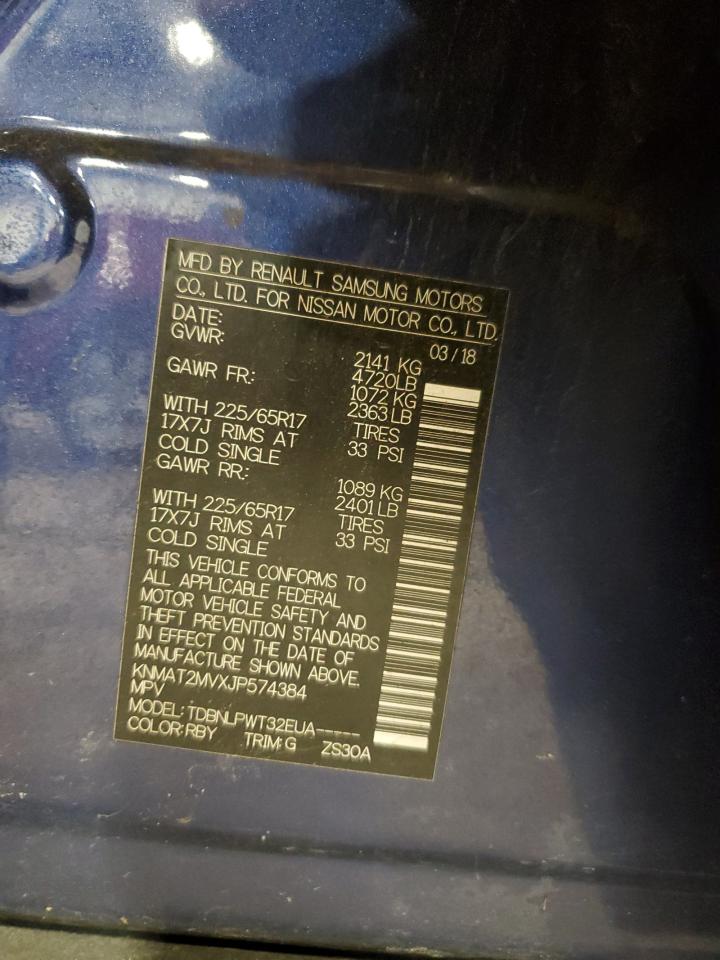 MFD BY RENAULT SAMSUNG MOTORS
CO., LTD. FOR NISSAN MOTOR CO., LTD.
DATE: 03/18
GVWR: 2141 KG
4720LB
GAWR FR.: 1072 KG
2363 LB
WITH 225/65R17 TIRES
17X7J RIMS AT 33 PSI
COLD SINGLE
GAWR RR.: 1089 KG
2401 LB
WITH 225/65R17 TIRES
17X7J RIMS AT 33 PSI
COLD SINGLE
THIS VEHICLE CONFORMS TO
ALL APPLICABLE FEDERAL
MOTOR VEHICLE SAFETY AND
THEFT PREVENTION STANDARDS
IN EFFECT ON THE DATE OF
MANUFACTURE SHOWN ABOVE.
KNMAT2MVXJP574384
MPV
MODEL: TDBNLPWT32EUA-----
COLOR:RBY TRIM:G ZS30A